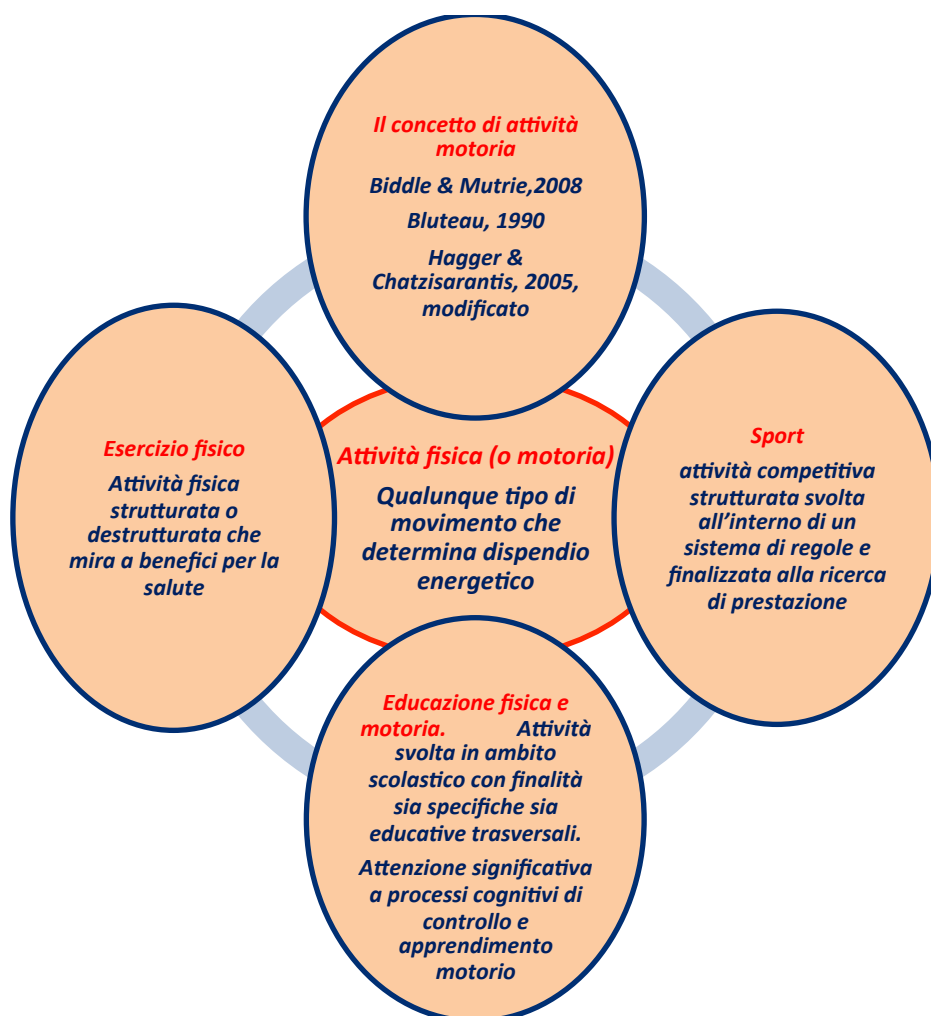 Il concetto di attività
motoria
Biddle & Mutrie,2008
Bluteau, 1990
Hagger &
Chatzisarantis, 2005,
modificato
Esercizio fisico
Attività fisica
strutturata o
destrutturata che
mira a benefici per la
salute
Attività fisica (o motoria)
Qualunque tipo di
movimento che
determina dispendio
energetico
Sport
attività competitiva
strutturata svolta
all’interno di un
sistema di regole e
finalizzata alla ricerca
di prestazione
Educazione fisica e
motoria. Attività
svolta in ambito
scolastico con finalità
sia specifiche sia
educative trasversali.
Attenzione significativa
a processi cognitivi di
controllo e
apprendimento
motorio